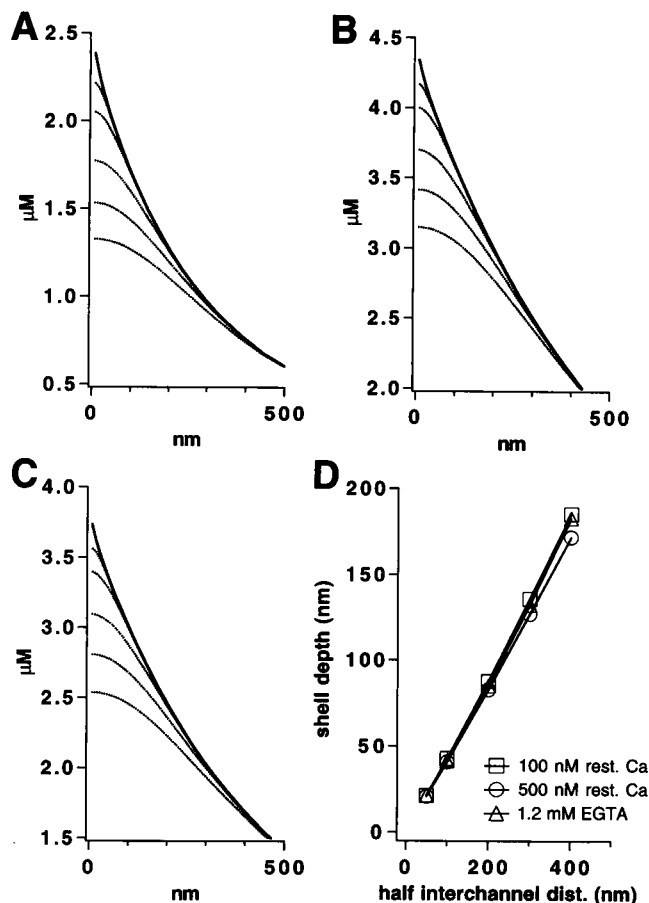 A
2.5
2.0
1.5
1.0
0.5
μM
0
500
nm
B
4.5
4.0
3.5
3.0
2.5
2.0
μM
0
500
nm
C
4.0
3.5
3.0
2.5
2.0
1.5
μM
0
500
nm
D
200
150
100
50
0
shell depth (nm)
100 nM rest. Ca
500 nM rest. Ca
1.2 mM EGTA
0
200
400
half interchannel dist. (nm)